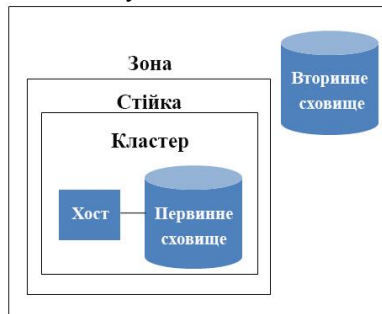 Зона
Стійка
Кластер
Хост
Первинне
сховище
Вторинне
сховище